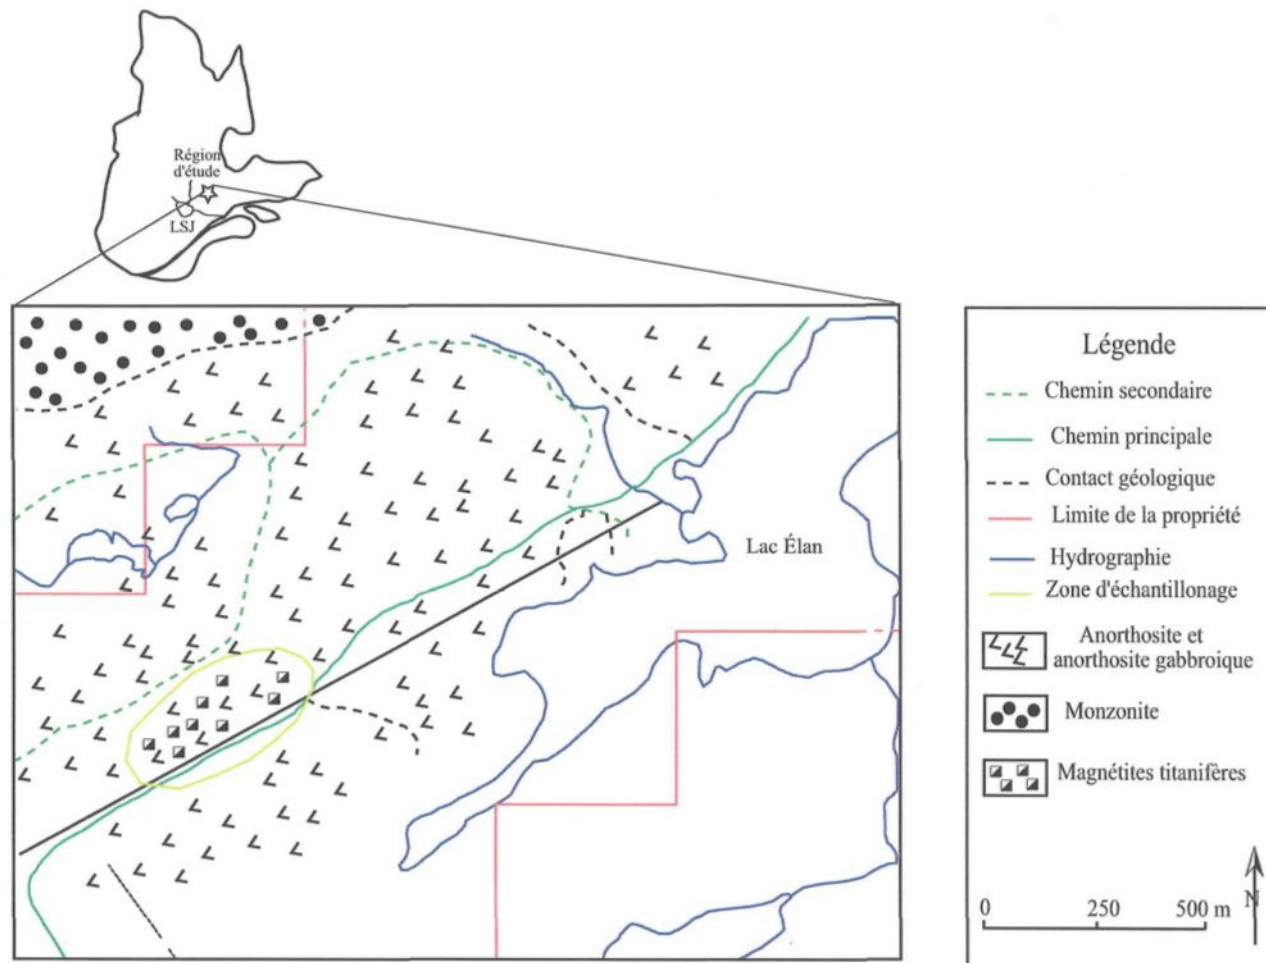 Région
d'étude
LSJ
Lac Élan
Légende
Chemin secondaire
Chemin principale
Contact géologique
Limite de la propriété
Hydrographie
Zone d'échantillonage
Anorthosite et
anorthosite gabbroique
Monzonite
Magnétites titanifères
0 250 500 m
N